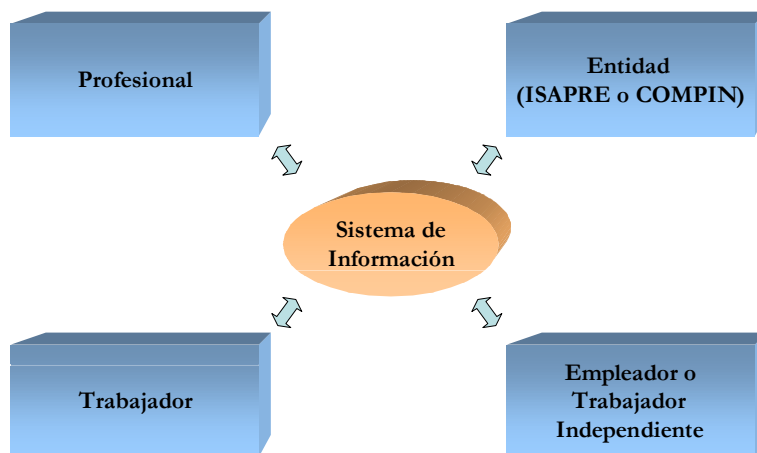 Profesional
Entidad
(ISAPRE o COMPIN)
Sistema de
Información
Trabajador
Empleador o
Trabajador
Independiente